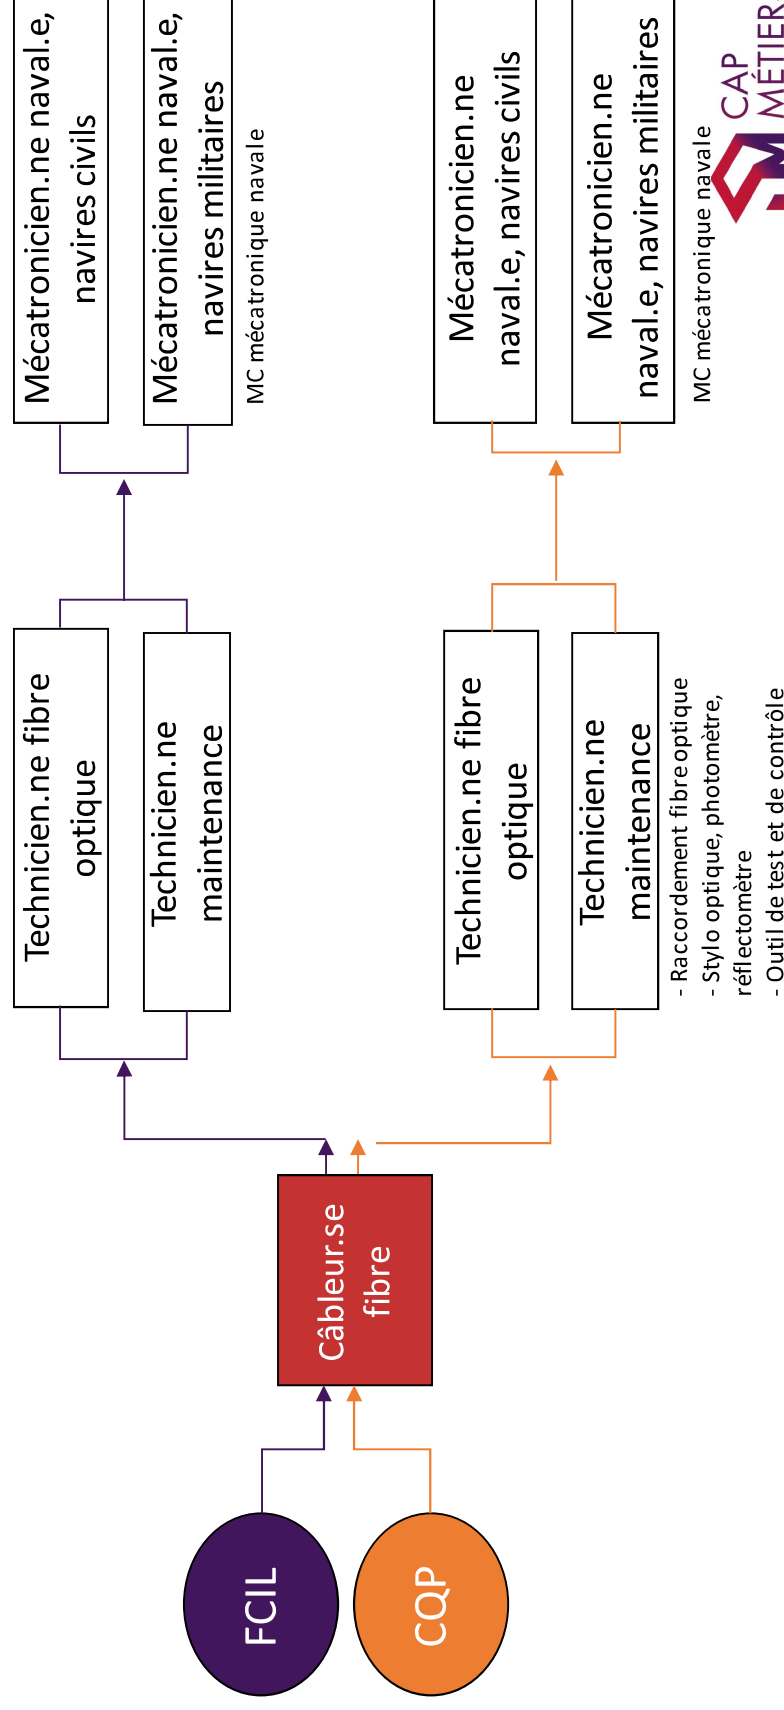 FCIL
CQP
Câbleur.se
fibre
Technicien.ne fibre
optique
Technicien.ne
maintenance
Mécatronicien.ne naval.e,
navires civils
Mécatronicien.ne naval.e,
navires militaires
MC mécatronique navale
Technicien.ne fibre
optique
Technicien.ne
maintenance
- Raccordement fibre optique
- Stylo optique, photomètre,
réflectomètre
- Outil de test et de contrôle
Mécatronicien.ne
naval.e, navires civils
Mécatronicien.ne
naval.e, navires militaires
MC mécatronique navale
CAP
MÉTIER